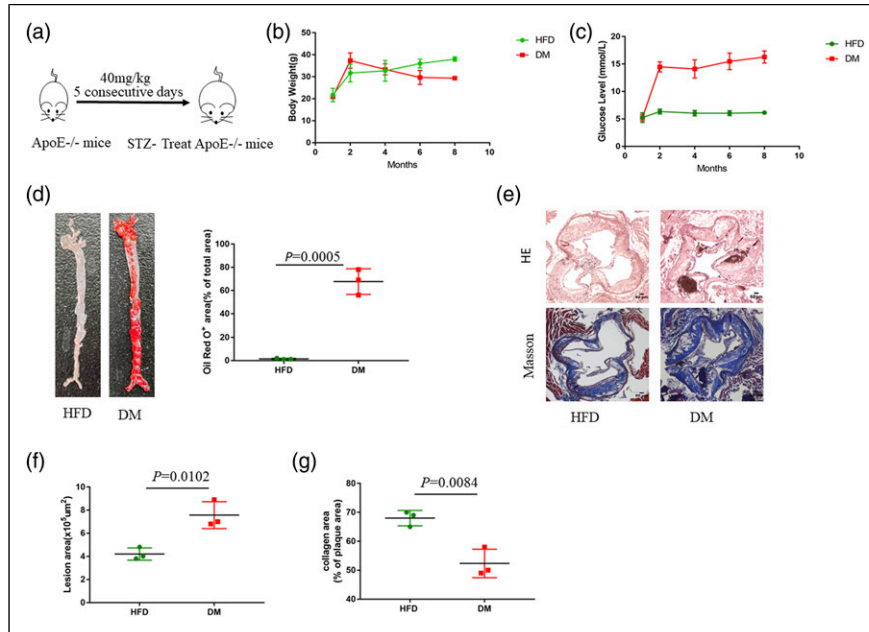 (a)
40mg/kg
5 consecutive days
ApoE-/- mice
STZ- Treat ApoE-/- mice
(b)
Body Weight(g)
50
40
30
20
10
0
0
2
4
6
8
10
Months
HFD
DM
(c)
Glucose Level (mmol/L)
20
15
10
5
0
0
2
4
6
8
10
Months
HFD
DM
(d)
HFD
DM
Oil Red O⁺ area(% of total area)
100
80
60
40
20
0
P=0.0005
HFD
DM
(e)
HE
Masson
HFD
DM
(f)
Lesion area(x10⁵um²)
10
8
6
4
2
0
P=0.0102
HFD
DM
(g)
collagen area
(% of plaque area)
80
70
60
50
40
P=0.0084
HFD
DM